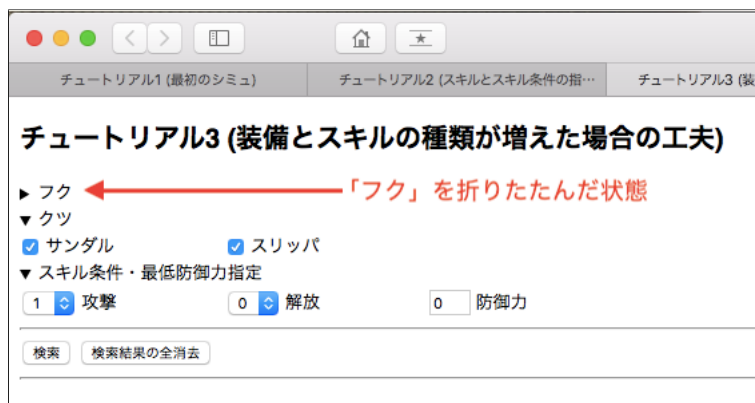 チュートリアル1 (最初のシミュ)
チュートリアル2 (スキルとスキル条件の指…
チュートリアル3 (装
チュートリアル3 (装備とスキルの種類が増えた場合の工夫)
▶ フク
「フク」を折りたたんだ状態
▼ クツ
サンダル スリッパ
▼ スキル条件・最低防御力指定
1 攻撃 0 解放 0 防御力
検索 検索結果の全消去